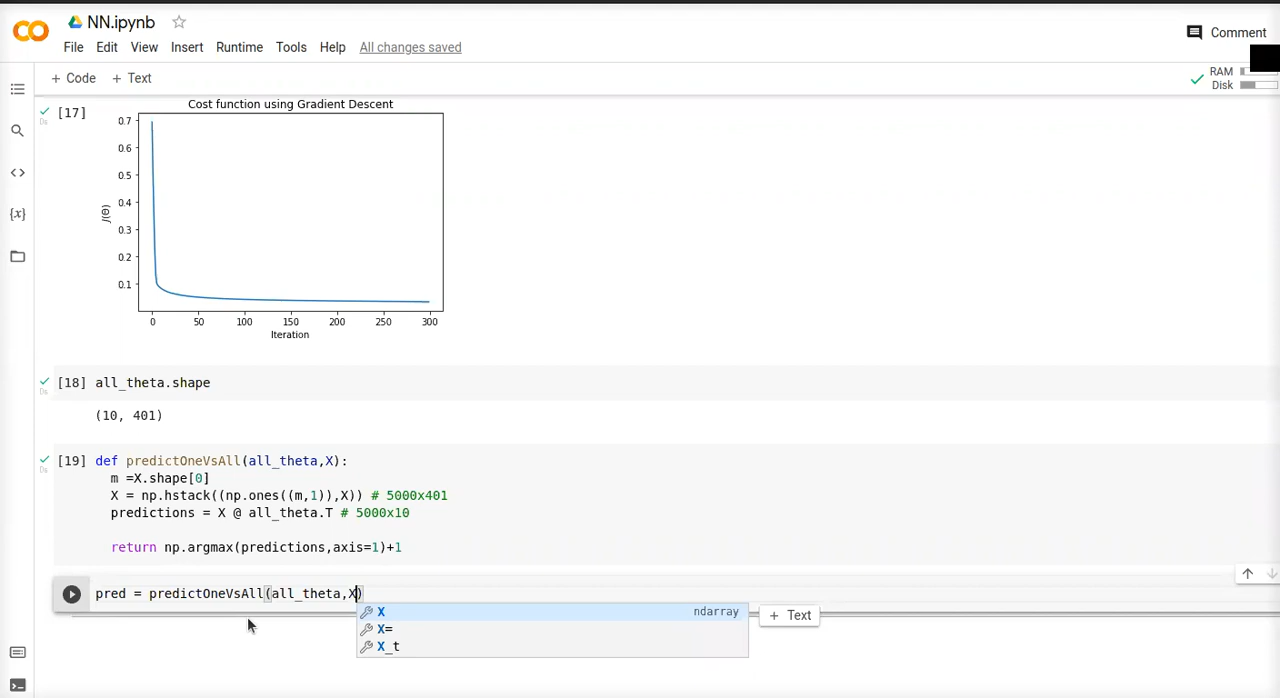 NN.ipynb
File Edit View Insert Runtime Tools Help All changes saved
Comment
+ Code + Text
RAM
Disk
[17]
Cost function using Gradient Descent
0.7
0.6
0.5
0.4
0.3
0.2
0.1
J(Θ)
0 50 100 150 200 250 300
Iteration
[18] all_theta.shape
0s
(10, 401)
[19] def predictOneVsAll(all_theta,X):
0s
m =X.shape[0]
X = np.hstack((np.ones((m,1)),X)) # 5000x401
predictions = X @ all_theta.T # 5000x10
return np.argmax(predictions,axis=1)+1
pred = predictOneVsAll(all_theta,X)
X ndarray
X=
X_t
+ Text
{x}